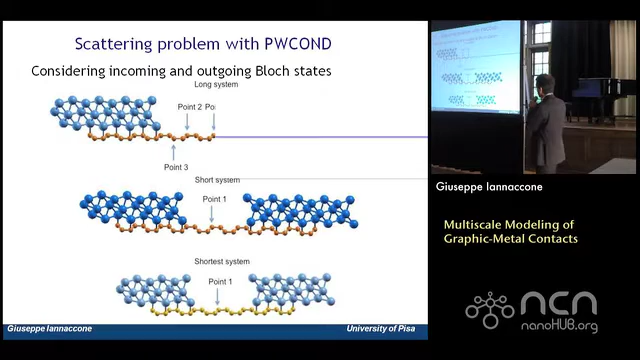 Scattering problem with PWCOND
Considering incoming and outgoing Bloch states
Long system
Point 2 Poi
Point 3
Short system
Point 1
Shortest system
Point 1
Giuseppe Iannaccone
University of Pisa
Giuseppe Iannaccone
Multiscale Modeling of
Graphic-Metal Contacts
ncn
nanoHUB.org